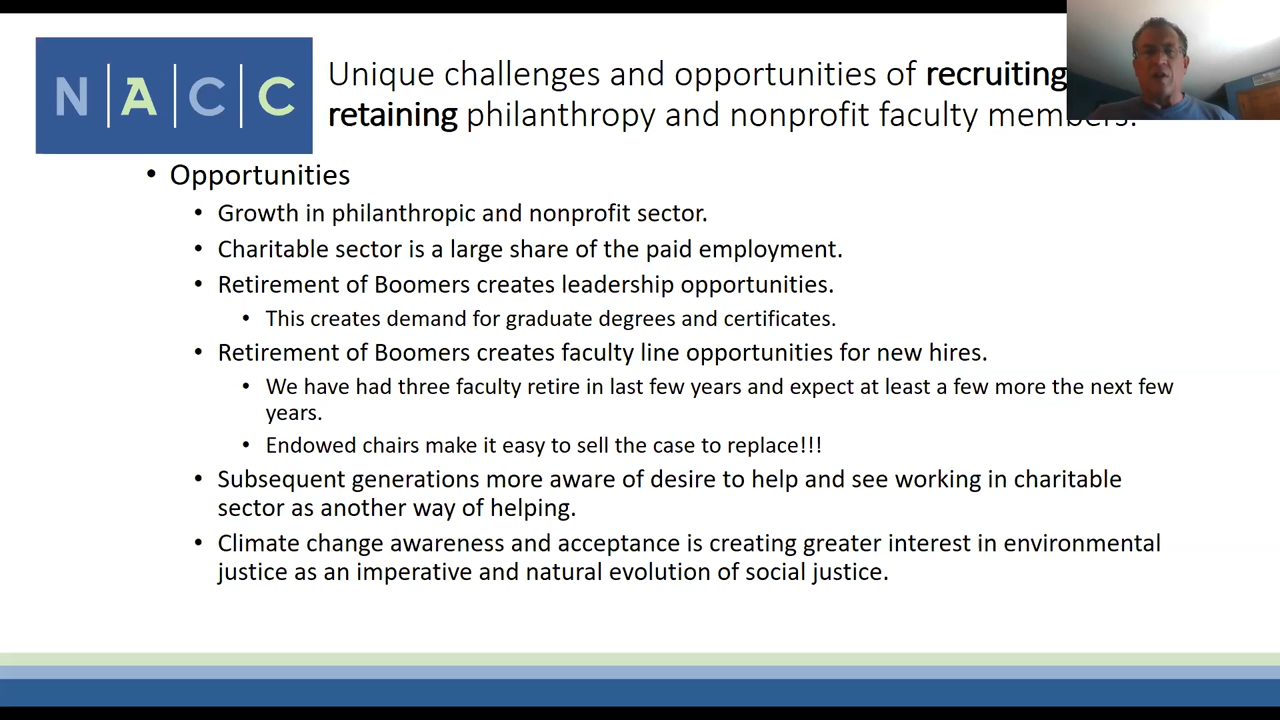 N A C C
Unique challenges and opportunities of recruiting
retaining philanthropy and nonprofit faculty members.
• Opportunities
• Growth in philanthropic and nonprofit sector.
• Charitable sector is a large share of the paid employment.
• Retirement of Boomers creates leadership opportunities.
• This creates demand for graduate degrees and certificates.
• Retirement of Boomers creates faculty line opportunities for new hires.
• We have had three faculty retire in last few years and expect at least a few more the next few
years.
• Endowed chairs make it easy to sell the case to replace!!!
• Subsequent generations more aware of desire to help and see working in charitable
sector as another way of helping.
• Climate change awareness and acceptance is creating greater interest in environmental
justice as an imperative and natural evolution of social justice.